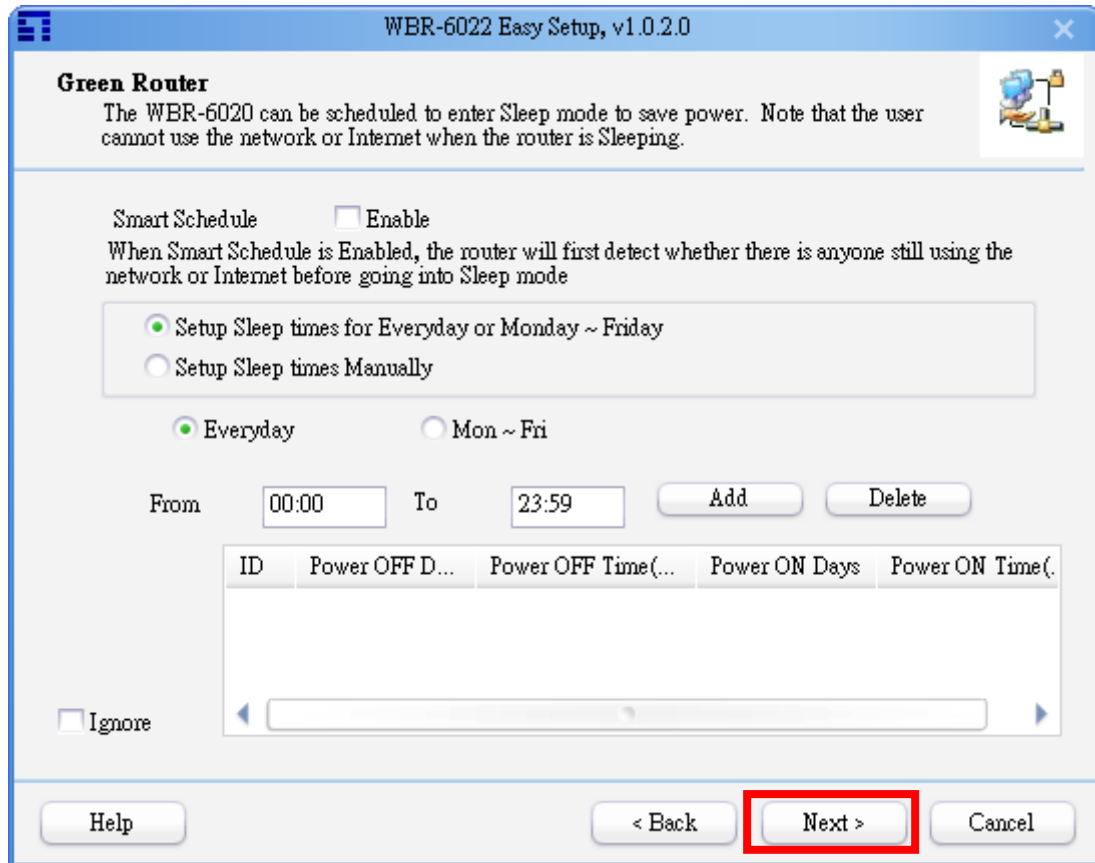 WBR-6022 Easy Setup, v1.0.2.0
Green Router
The WBR-6020 can be scheduled to enter Sleep mode to save power. Note that the user
cannot use the network or Internet when the router is Sleeping.
Smart Schedule Enable
When Smart Schedule is Enabled, the router will first detect whether there is anyone still using the
network or Internet before going into Sleep mode
Setup Sleep times for Everyday or Monday ~ Friday
Setup Sleep times Manually
Everyday Mon ~ Fri
From 00:00 To 23:59 Add Delete
ID Power OFF D... Power OFF Time(... Power ON Days Power ON Time(.
Ignore
Help < Back Next > Cancel